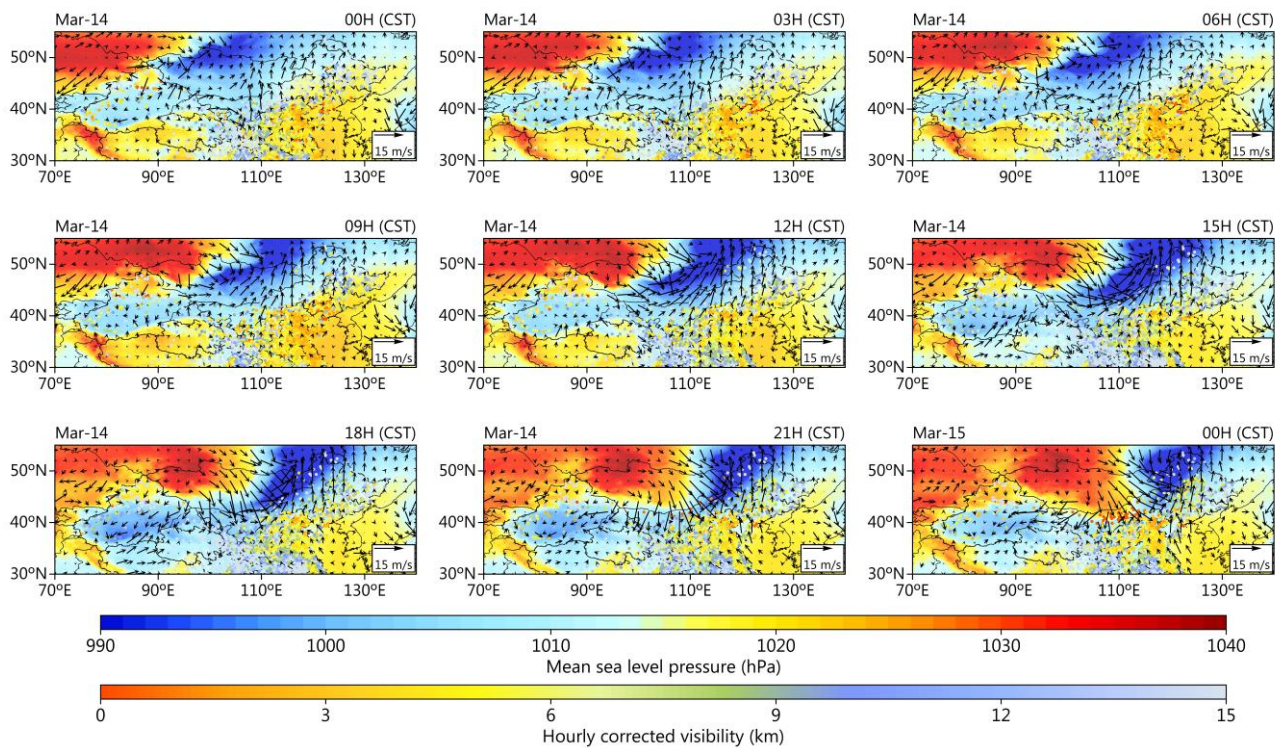 Mar-14 00H (CST) Mar-14 03H (CST) Mar-14 06H (CST)
50ºN 50ºN 50ºN
40ºN 40ºN 40ºN
15 m/s 15 m/s 15 m/s
30ºN 30ºN 30ºN
70ºE 90ºE 110ºE 130ºE 70ºE 90ºE 110ºE 130ºE 70ºE 90ºE 110ºE 130ºE
Mar-14 09H (CST) Mar-14 12H (CST) Mar-14 15H (CST)
50ºN 50ºN 50ºN
40ºN 40ºN 40ºN
15 m/s 15 m/s 15 m/s
30ºN 30ºN 30ºN
70ºE 90ºE 110ºE 130ºE 70ºE 90ºE 110ºE 130ºE 70ºE 90ºE 110ºE 130ºE
Mar-14 18H (CST) Mar-14 21H (CST) Mar-15 00H (CST)
50ºN 50ºN 50ºN
40ºN 40ºN 40ºN
15 m/s 15 m/s 15 m/s
30ºN 30ºN 30ºN
70ºE 90ºE 110ºE 130ºE 70ºE 90ºE 110ºE 130ºE 70ºE 90ºE 110ºE 130ºE
990 1000 1010 1020 1030 1040
Mean sea level pressure (hPa)
0 3 6 9 12 15
Hourly corrected visibility (km)